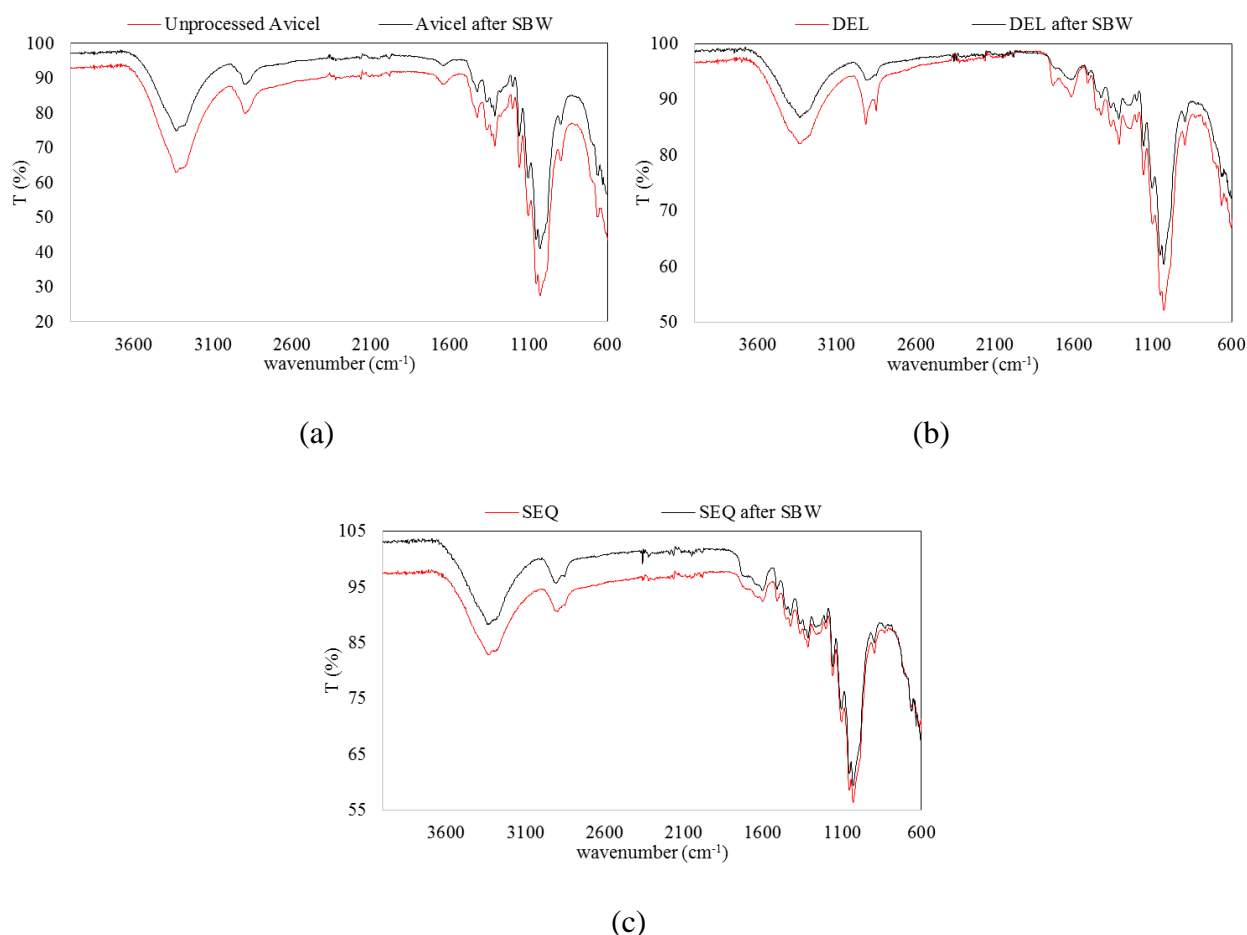 Unprocessed Avicel Avicel after SBW
100
90
80
70
60
50
40
30
20
T (%)
3600 3100 2600 2100 1600 1100 600
wavenumber (cm-1)
(a)
DEL DEL after SBW
100
90
80
70
60
50
T (%)
3600 3100 2600 2100 1600 1100 600
wavenumber (cm-1)
(b)
SEQ SEQ after SBW
105
95
85
75
65
55
T (%)
3600 3100 2600 2100 1600 1100 600
wavenumber (cm-1)
(c)